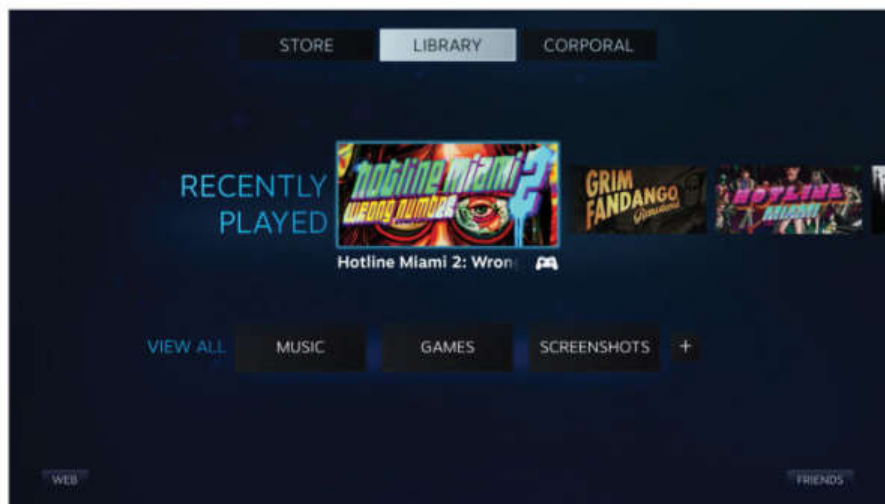 STORE LIBRARY CORPORAL
RECENTLY
PLAYED
hotline miami 2
wrong number
GRIM
FANDANGO
Remastered
HOTLINE
MIAMI
Hotline Miami 2: Wron
VIEW ALL MUSIC GAMES SCREENSHOTS +
WEB FRIENDS